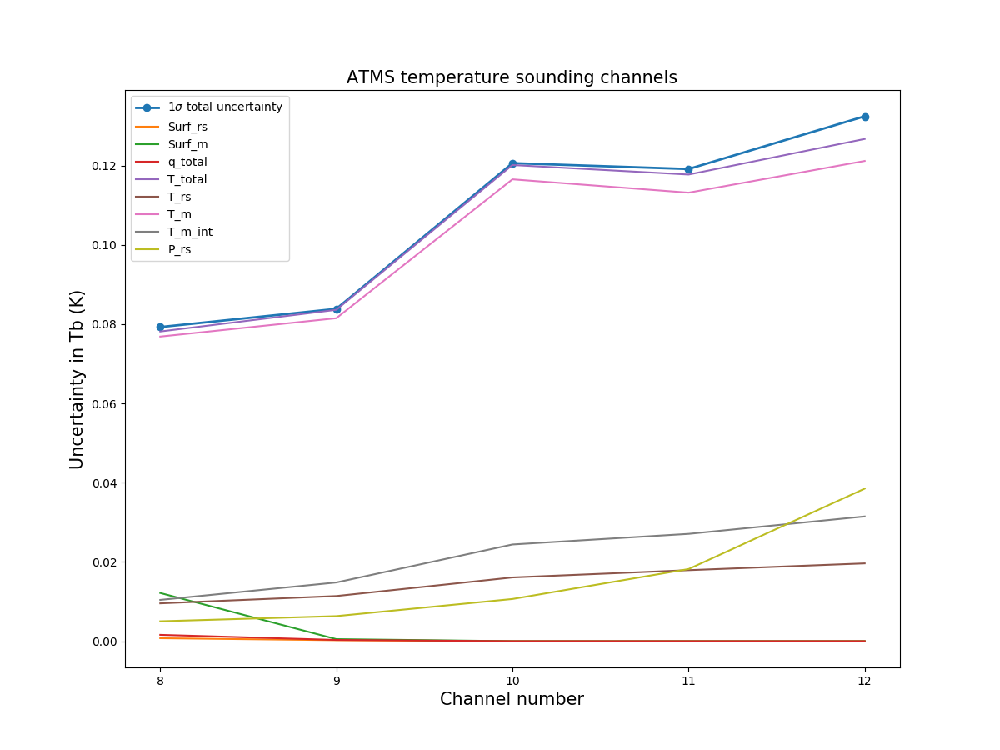 ATMS temperature sounding channels
1σ total uncertainty
Surf_rs
Surf_m
q_total
T_total
T_rs
T_m
T_m_int
P_rs
Uncertainty in Tb (K)
0.12
0.10
0.08
0.06
0.04
0.02
0.00
8 9 10 11 12
Channel number